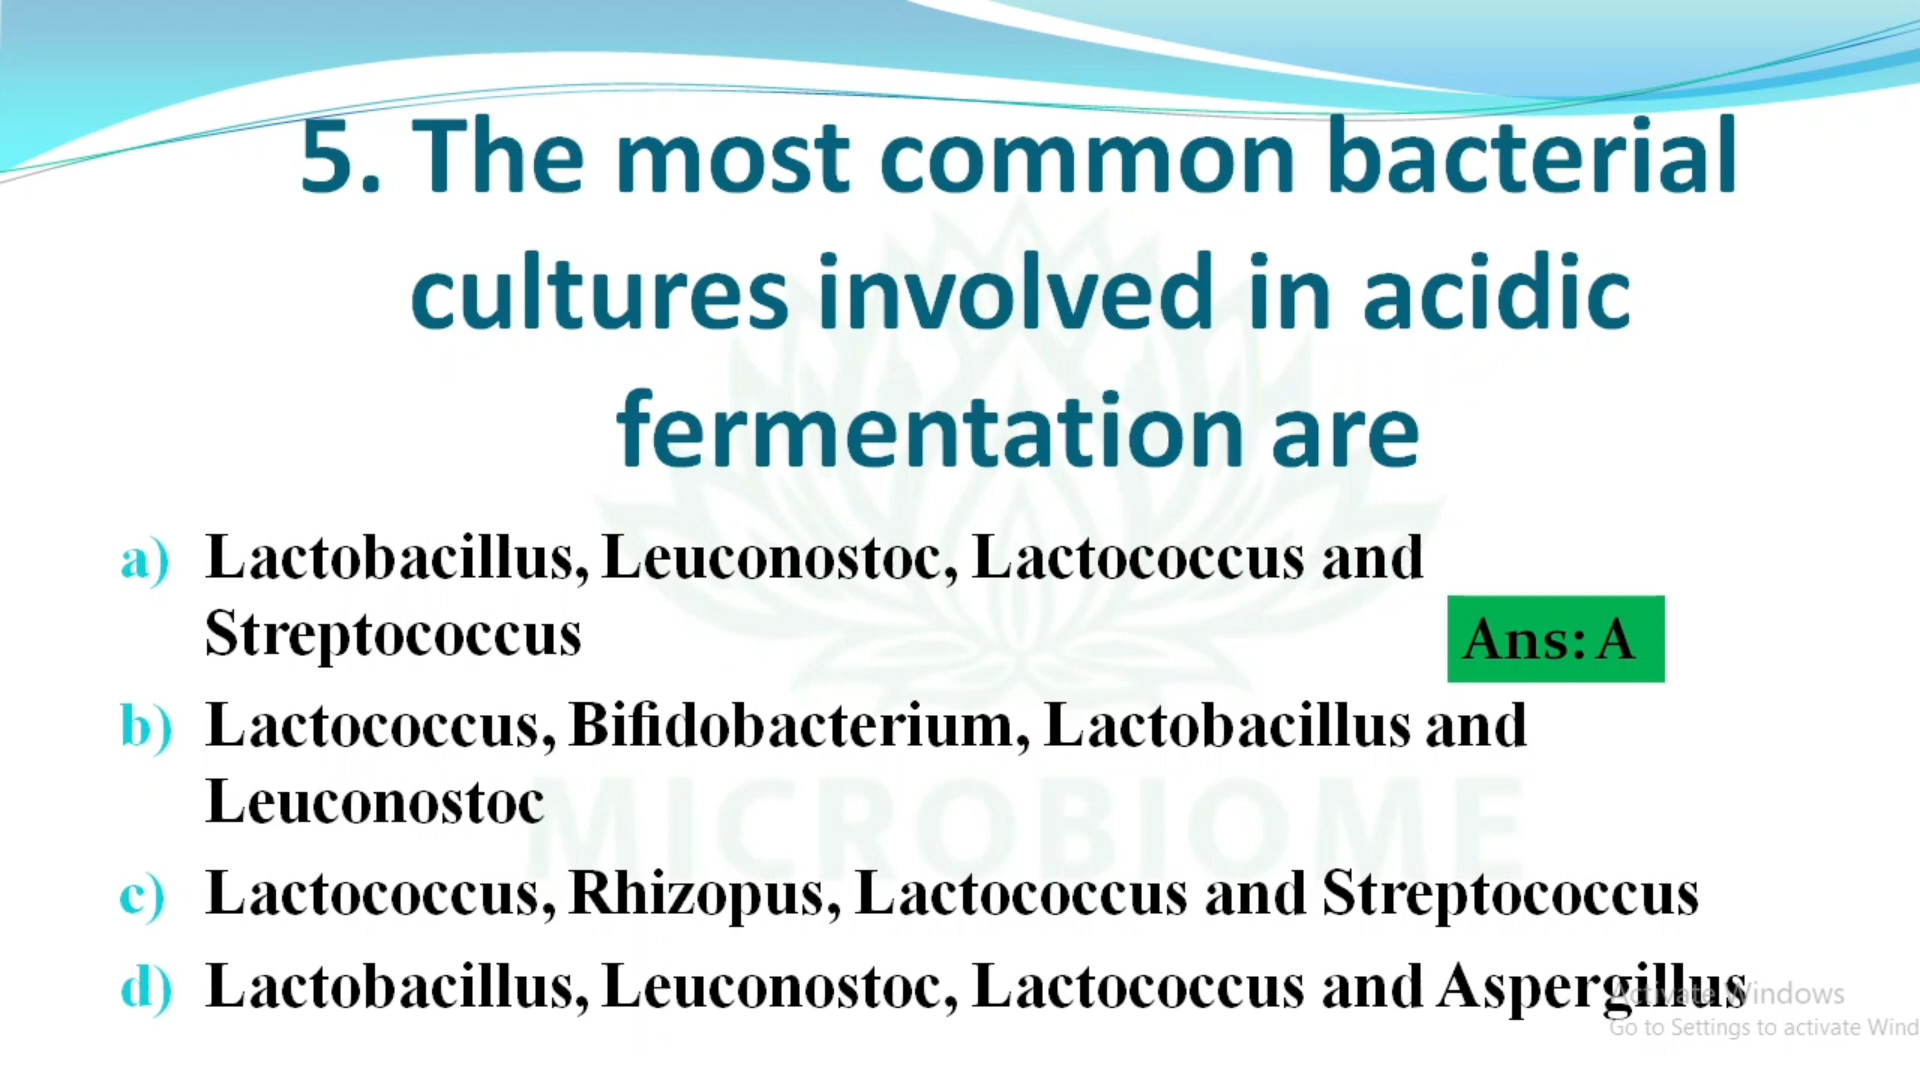 5. The most common bacterial
cultures involved in acidic
fermentation are
a) Lactobacillus, Leuconostoc, Lactococcus and
Streptococcus
Ans: A
b) Lactococcus, Bifidobacterium, Lactobacillus and
Leuconostoc
MICROBIOME
c) Lactococcus, Rhizopus, Lactococcus and Streptococcus
d) Lactobacillus, Leuconostoc, Lactococcus and Aspergillus
Activate Windows
Go to Settings to activate Wind